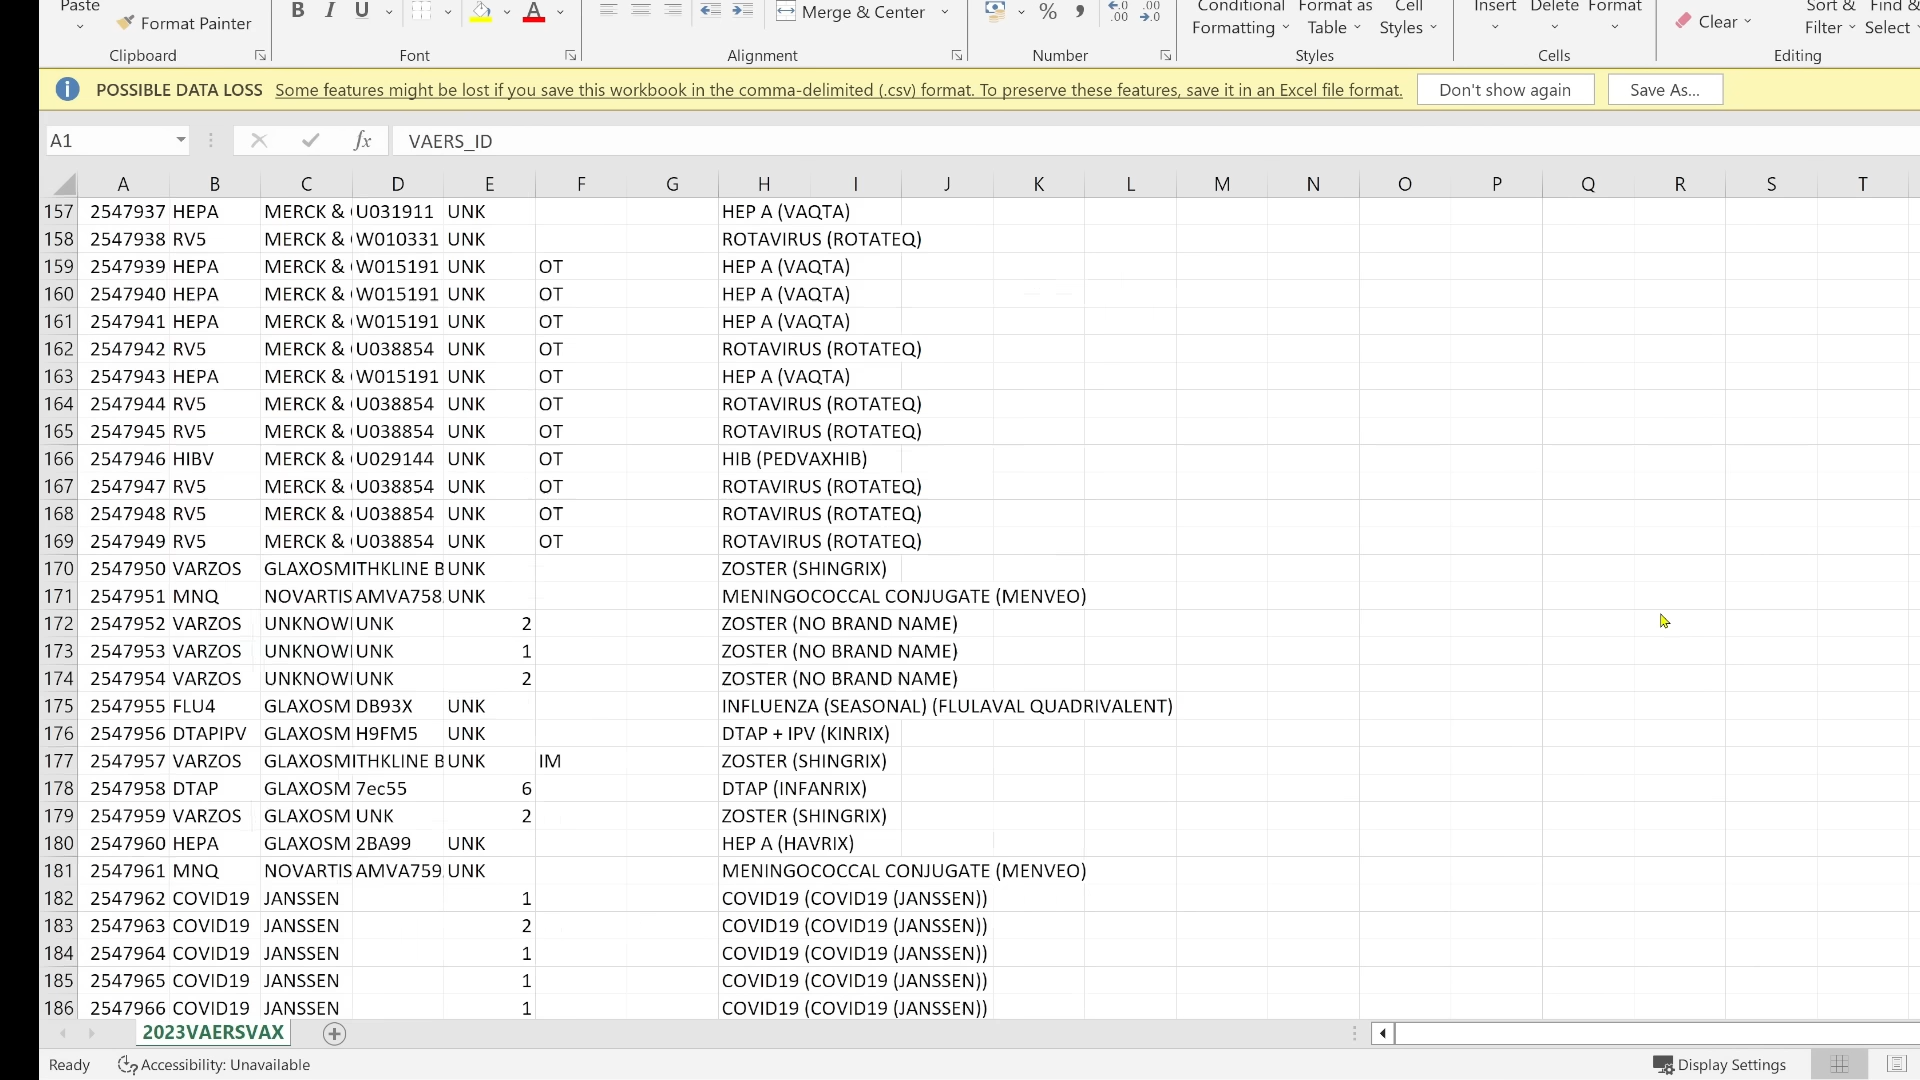 Paste
Format Painter
B I U A
Merge & Center
% , .00 .00
Conditional Formatting
Format as Table
Cell Styles
Insert Delete Format
Clear
Sort & Filter
Find & Select
Clipboard Font Alignment Number Styles Cells Editing
POSSIBLE DATA LOSS Some features might be lost if you save this workbook in the comma-delimited (.csv) format. To preserve these features, save it in an Excel file format. Don't show again Save As...
A1 fx VAERS_ID
A B C D E F G H I J K L M N O P Q R S T
157 2547937 HEPA MERCK & U031911 UNK HEP A (VAQTA)
158 2547938 RV5 MERCK & W010331 UNK ROTAVIRUS (ROTATEQ)
159 2547939 HEPA MERCK & W015191 UNK OT HEP A (VAQTA)
160 2547940 HEPA MERCK & W015191 UNK OT HEP A (VAQTA)
161 2547941 HEPA MERCK & W015191 UNK OT HEP A (VAQTA)
162 2547942 RV5 MERCK & U038854 UNK OT ROTAVIRUS (ROTATEQ)
163 2547943 HEPA MERCK & W015191 UNK OT HEP A (VAQTA)
164 2547944 RV5 MERCK & U038854 UNK OT ROTAVIRUS (ROTATEQ)
165 2547945 RV5 MERCK & U038854 UNK OT ROTAVIRUS (ROTATEQ)
166 2547946 HIBV MERCK & U029144 UNK OT HIB (PEDVAXHIB)
167 2547947 RV5 MERCK & U038854 UNK OT ROTAVIRUS (ROTATEQ)
168 2547948 RV5 MERCK & U038854 UNK OT ROTAVIRUS (ROTATEQ)
169 2547949 RV5 MERCK & U038854 UNK OT ROTAVIRUS (ROTATEQ)
170 2547950 VARZOS GLAXOSMITHKLINE B UNK ZOSTER (SHINGRIX)
171 2547951 MNQ NOVARTIS AMVA758 UNK MENINGOCOCCAL CONJUGATE (MENVEO)
172 2547952 VARZOS UNKNOW UNK 2 ZOSTER (NO BRAND NAME)
173 2547953 VARZOS UNKNOW UNK 1 ZOSTER (NO BRAND NAME)
174 2547954 VARZOS UNKNOW UNK 2 ZOSTER (NO BRAND NAME)
175 2547955 FLU4 GLAXOSM DB93X UNK INFLUENZA (SEASONAL) (FLULAVAL QUADRIVALENT)
176 2547956 DTAPIPV GLAXOSM H9FM5 UNK DTAP + IPV (KINRIX)
177 2547957 VARZOS GLAXOSMITHKLINE B UNK IM ZOSTER (SHINGRIX)
178 2547958 DTAP GLAXOSM 7ec55 6 DTAP (INFANRIX)
179 2547959 VARZOS GLAXOSM UNK 2 ZOSTER (SHINGRIX)
180 2547960 HEPA GLAXOSM 2BA99 UNK HEP A (HAVRIX)
181 2547961 MNQ NOVARTIS AMVA759 UNK MENINGOCOCCAL CONJUGATE (MENVEO)
182 2547962 COVID19 JANSSEN 1 COVID19 (COVID19 (JANSSEN))
183 2547963 COVID19 JANSSEN 2 COVID19 (COVID19 (JANSSEN))
184 2547964 COVID19 JANSSEN 1 COVID19 (COVID19 (JANSSEN))
185 2547965 COVID19 JANSSEN 1 COVID19 (COVID19 (JANSSEN))
186 2547966 COVID19 JANSSEN 1 COVID19 (COVID19 (JANSSEN))
2023VAERSVAX
Ready Accessibility: Unavailable Display Settings